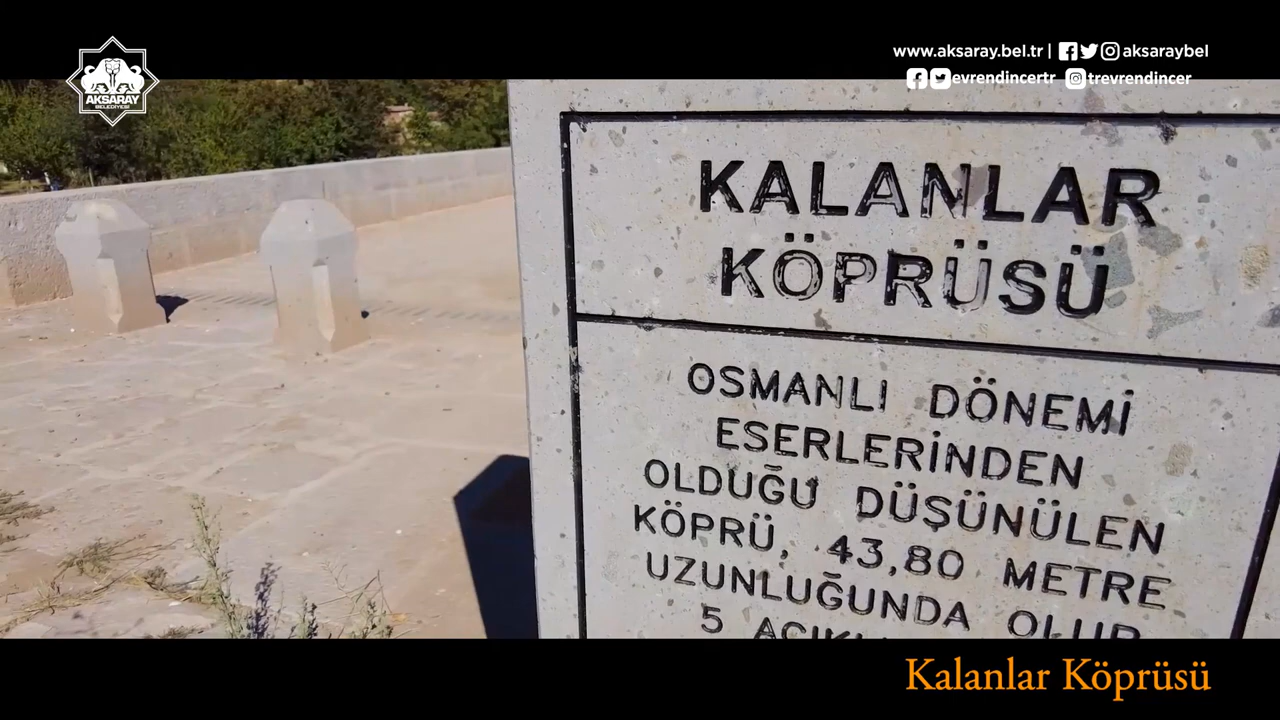 www.aksaray.bel.tr | aksaraybel
evrendincertr trevrendincer
AKSARAY
BELEDİYESİ
KALANLAR
KÖPRÜSÜ
OSMANLI DÖNEMİ
ESERLERİNDEN
OLDUĞU DÜŞÜNÜLEN
KÖPRÜ, 43,80 METRE
UZUNLUĞUNDA OLUP
5
Kalanlar Köprüsü